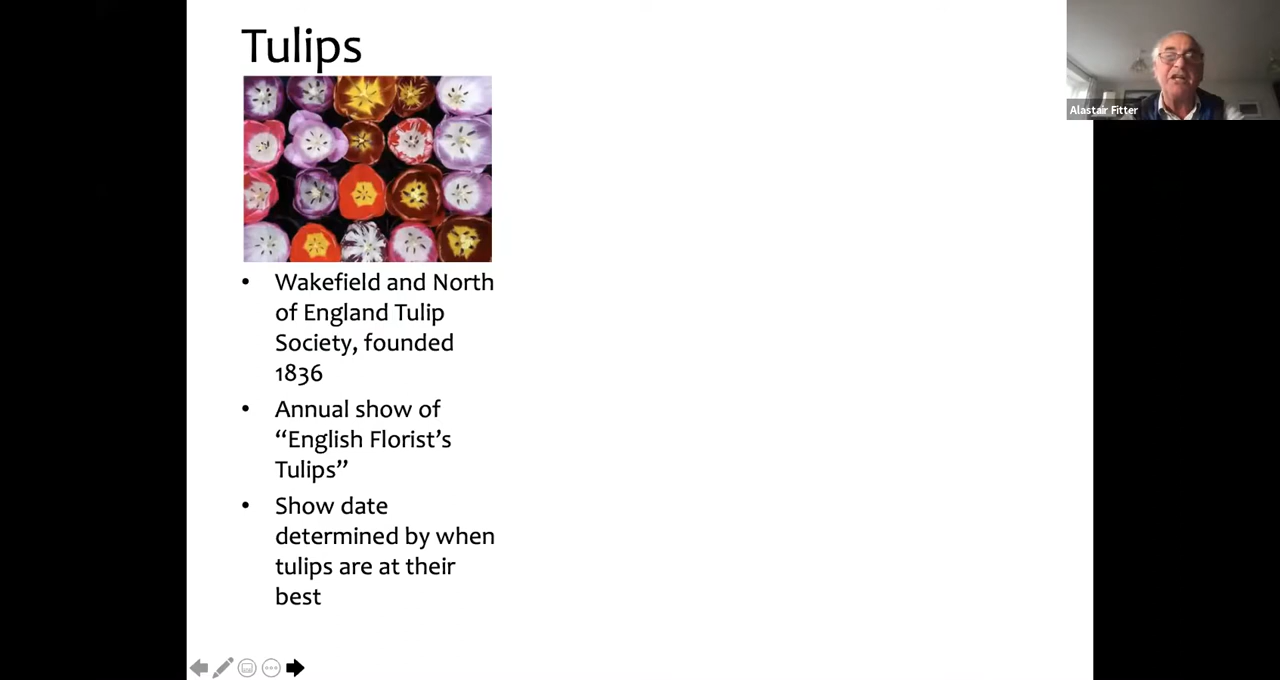 Tulips
Alastair Fitter
• Wakefield and North
of England Tulip
Society, founded
1836
• Annual show of
“English Florist’s
Tulips”
• Show date
determined by when
tulips are at their
best